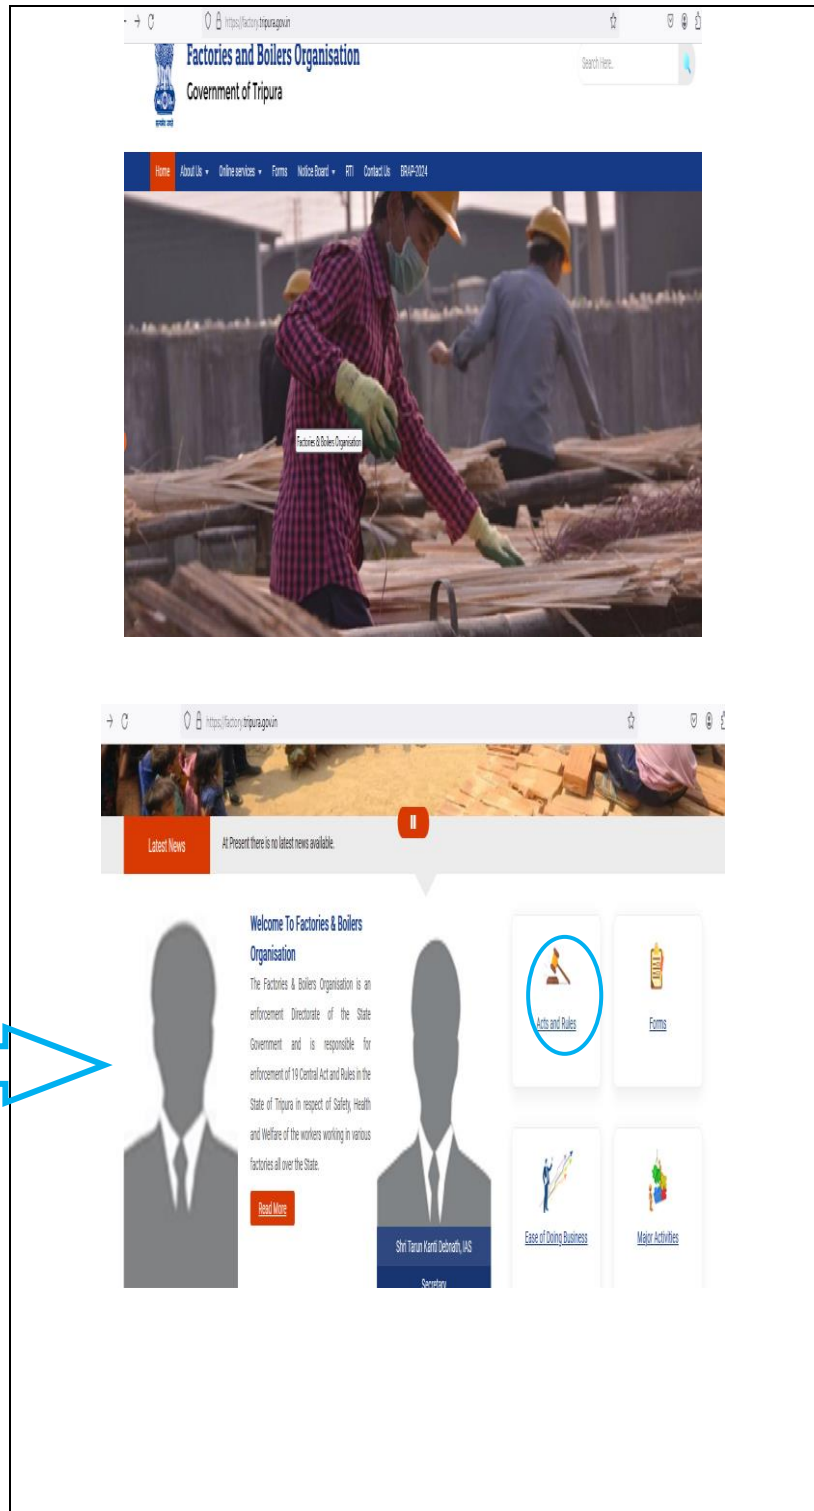 https://factory.tripura.gov.in
Factories and Boilers Organisation
Government of Tripura
सत्यमेव जयते
Search Here..
Home About Us Online services Forms Notice Board RTI Contact Us BRAP-2024
Factories & Boilers Organisation
https://factory.tripura.gov.in
Latest News
At Present there is no latest news available.
Welcome To Factories & Boilers
Organisation
The Factories & Boilers Organisation is an
enforcement Directorate of the State
Government and is responsible for
enforcement of 19 Central Act and Rules in the
State of Tripura in respect of Safety, Health
and Welfare of the workers working in various
factories all over the State.
Read More
Shri Tarun Kanti Debnath, IAS
Secretary
Acts and Rules
Forms
Ease of Doing Business
Major Activities